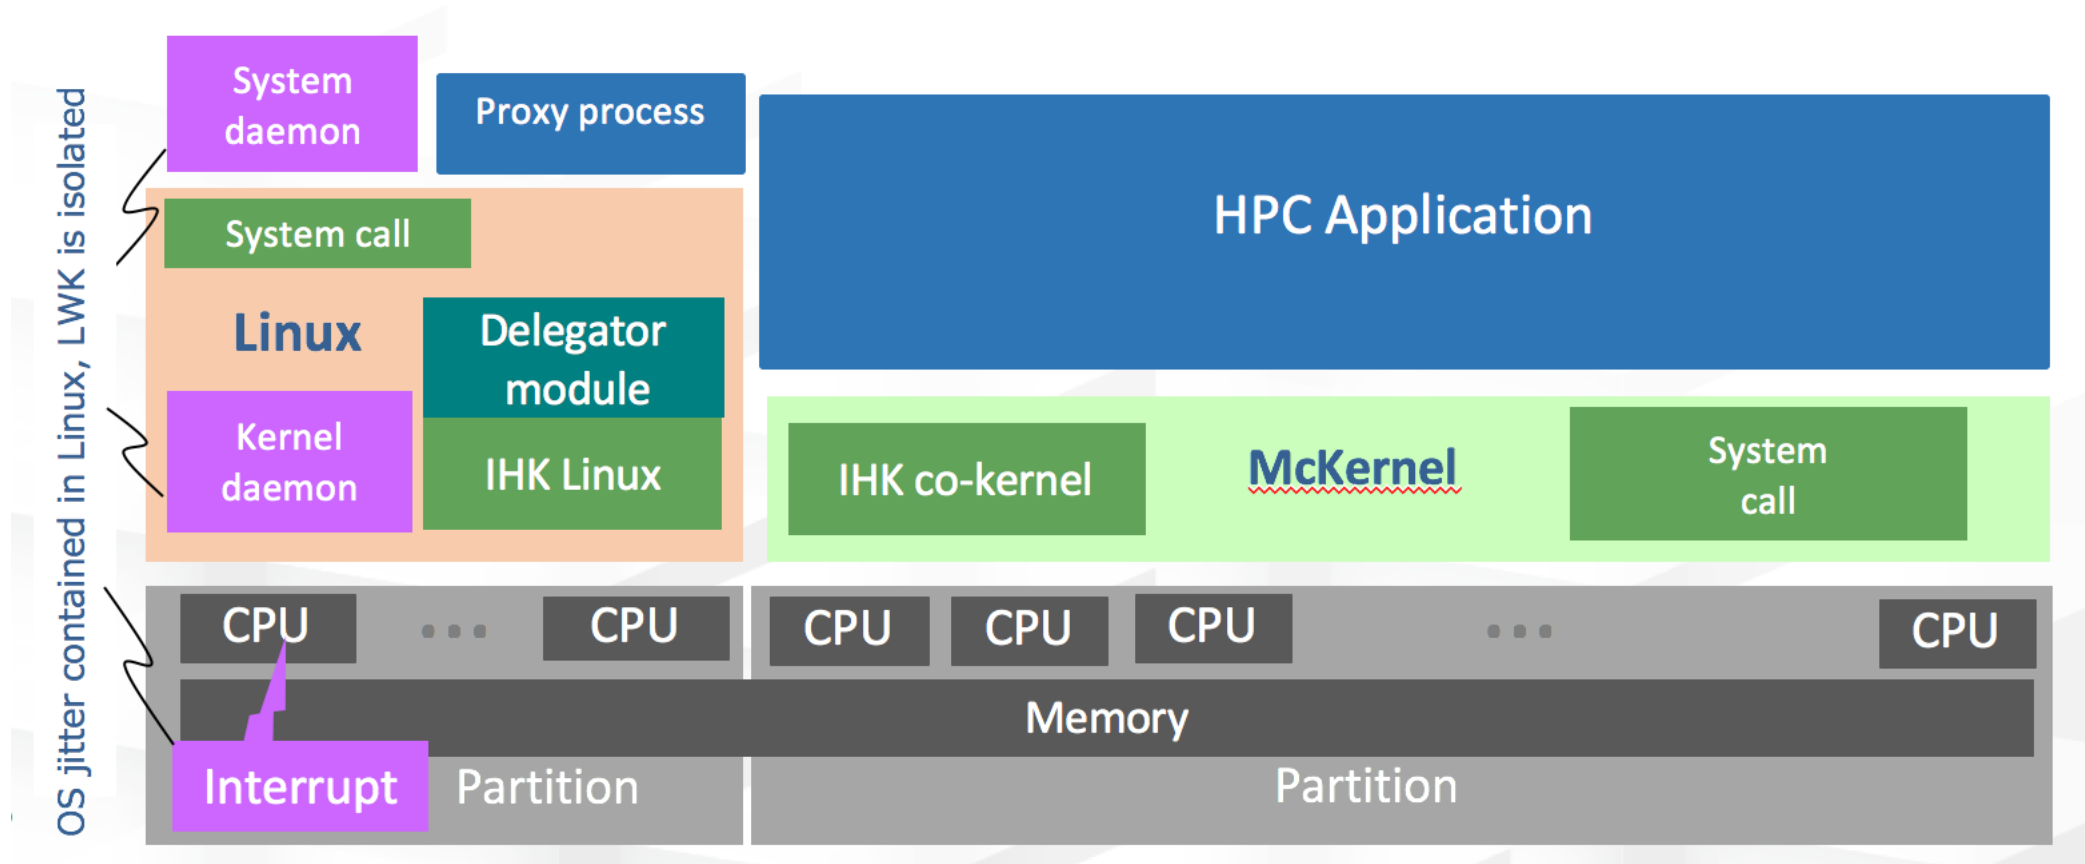 OS jitter contained in Linux, LWK is isolated
System
daemon
Proxy process
System call
Linux
Delegator
module
Kernel
daemon
IHK Linux
HPC Application
IHK co-kernel
McKernel
System
call
CPU
...
CPU
CPU
CPU
CPU
...
CPU
Memory
Interrupt
Partition
Partition